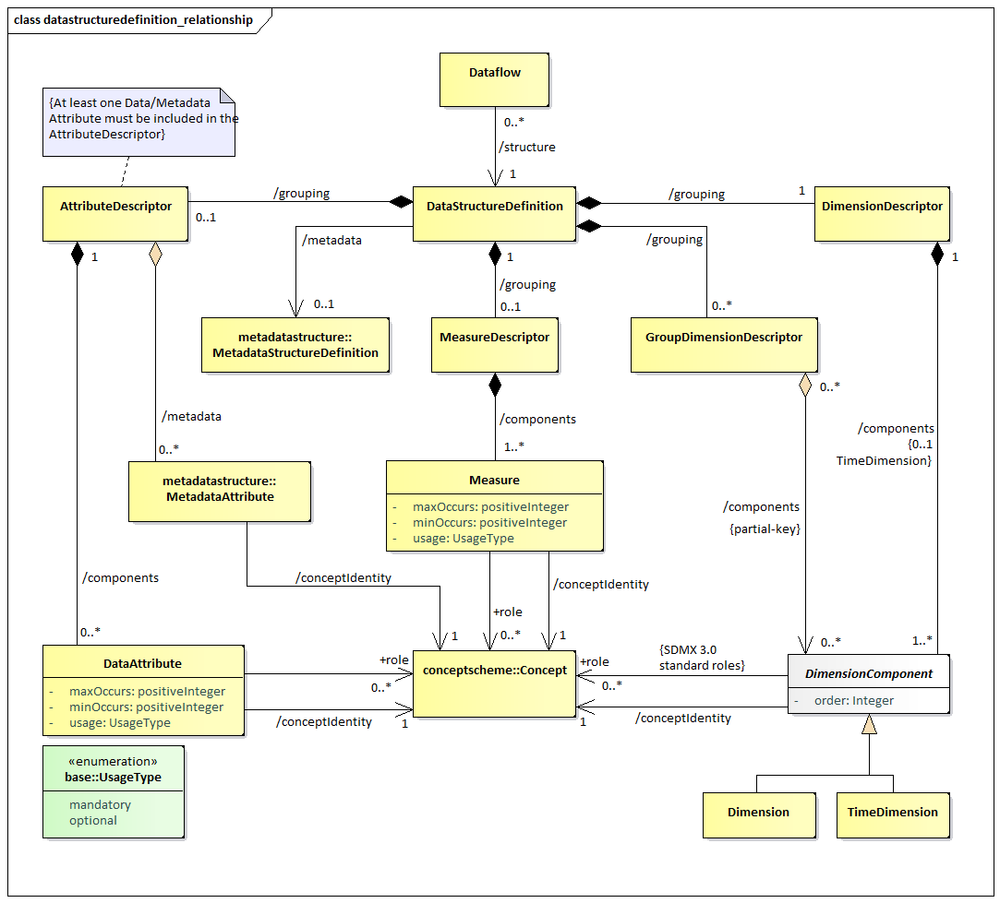 class datastructuredefinition_relationship
Dataflow
{At least one Data/Metadata
Attribute must be included in the
AttributeDescriptor}
0..*
/structure
1
AttributeDescriptor
/grouping
0..1
DataStructureDefinition
/grouping
1
DimensionDescriptor
/metadata
/grouping
1
1
1
/grouping
0..1
0..1
0..*
metadatastructure::
MetadataStructureDefinition
MeasureDescriptor
GroupDimensionDescriptor
0..*
/metadata
/components
/components
{0..1
TimeDimension}
0..*
1..*
metadatastructure::
MetadataAttribute
Measure
- maxOccurs: positiveInteger
- minOccurs: positiveInteger
- usage: UsageType
/components
{partial-key}
/components
/conceptIdentity
/conceptIdentity
+role
0..*
1
0..*
1
0..*
1..*
DataAttribute
- maxOccurs: positiveInteger
- minOccurs: positiveInteger
- usage: UsageType
+role
0..*
/conceptIdentity
1
conceptscheme::Concept
+role
0..*
{SDMX 3.0
standard roles}
1
/conceptIdentity
DimensionComponent
- order: Integer
«enumeration»
base::UsageType
mandatory
optional
Dimension
TimeDimension